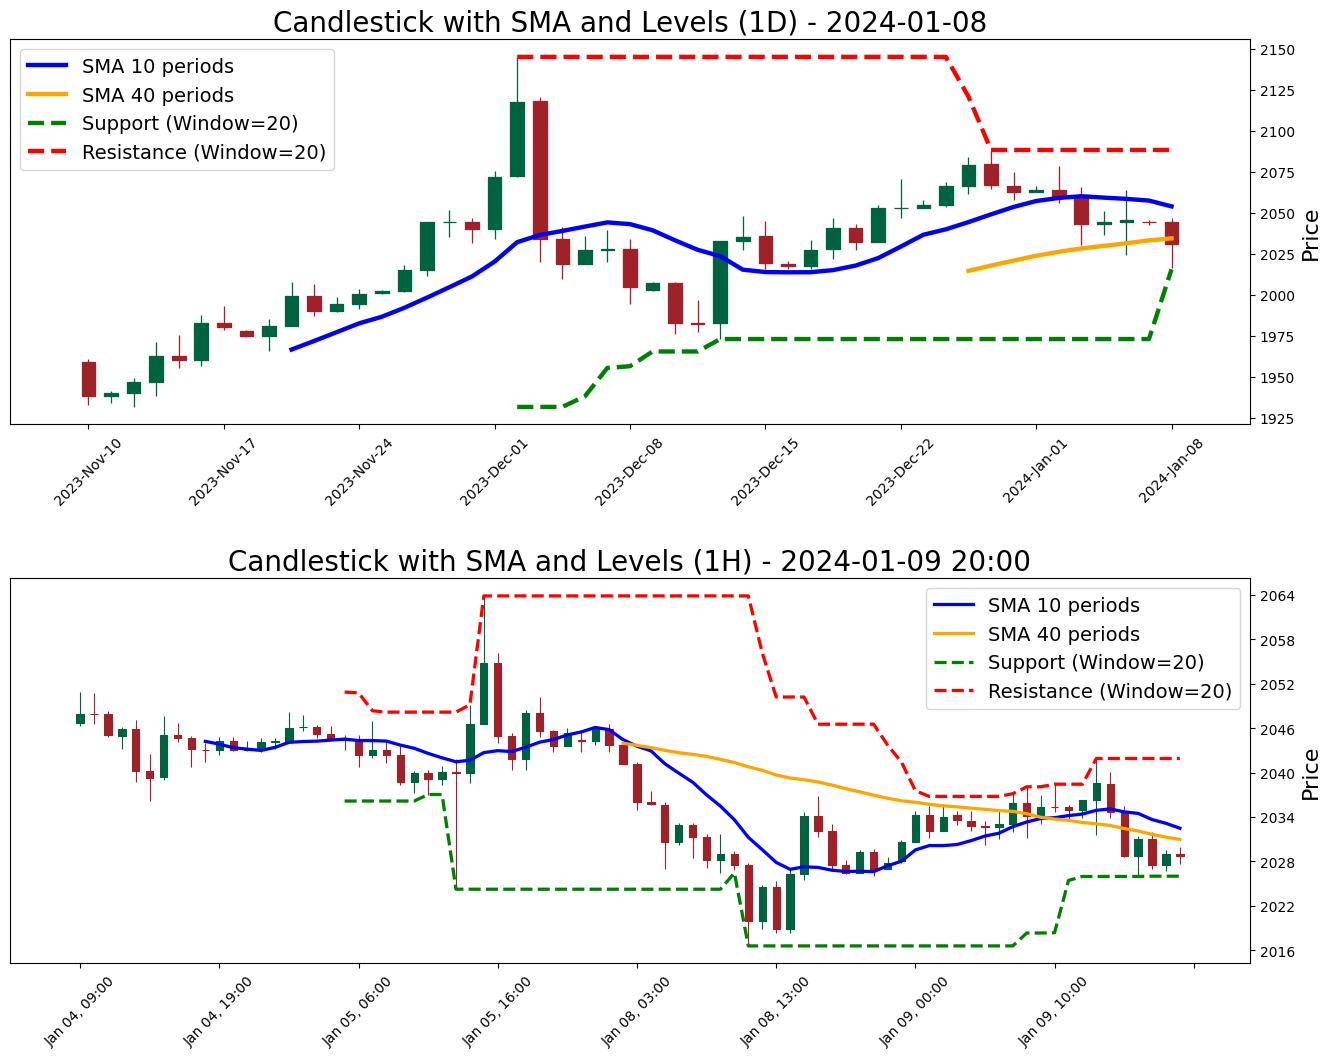 Candlestick with SMA and Levels (1D) - 2024-01-08
SMA 10 periods
SMA 40 periods
Support (Window=20)
Resistance (Window=20)
2150
2125
2100
2075
2050
2025
2000
1975
1950
1925
Price
2023-Nov-10
2023-Nov-17
2023-Nov-24
2023-Dec-01
2023-Dec-08
2023-Dec-15
2023-Dec-22
2024-Jan-01
2024-Jan-08
Candlestick with SMA and Levels (1H) - 2024-01-09 20:00
SMA 10 periods
SMA 40 periods
Support (Window=20)
Resistance (Window=20)
2064
2058
2052
2046
2040
2034
2028
2022
2016
Price
Jan 04, 09:00
Jan 04, 19:00
Jan 05, 06:00
Jan 05, 16:00
Jan 08, 03:00
Jan 08, 13:00
Jan 09, 00:00
Jan 09, 10:00